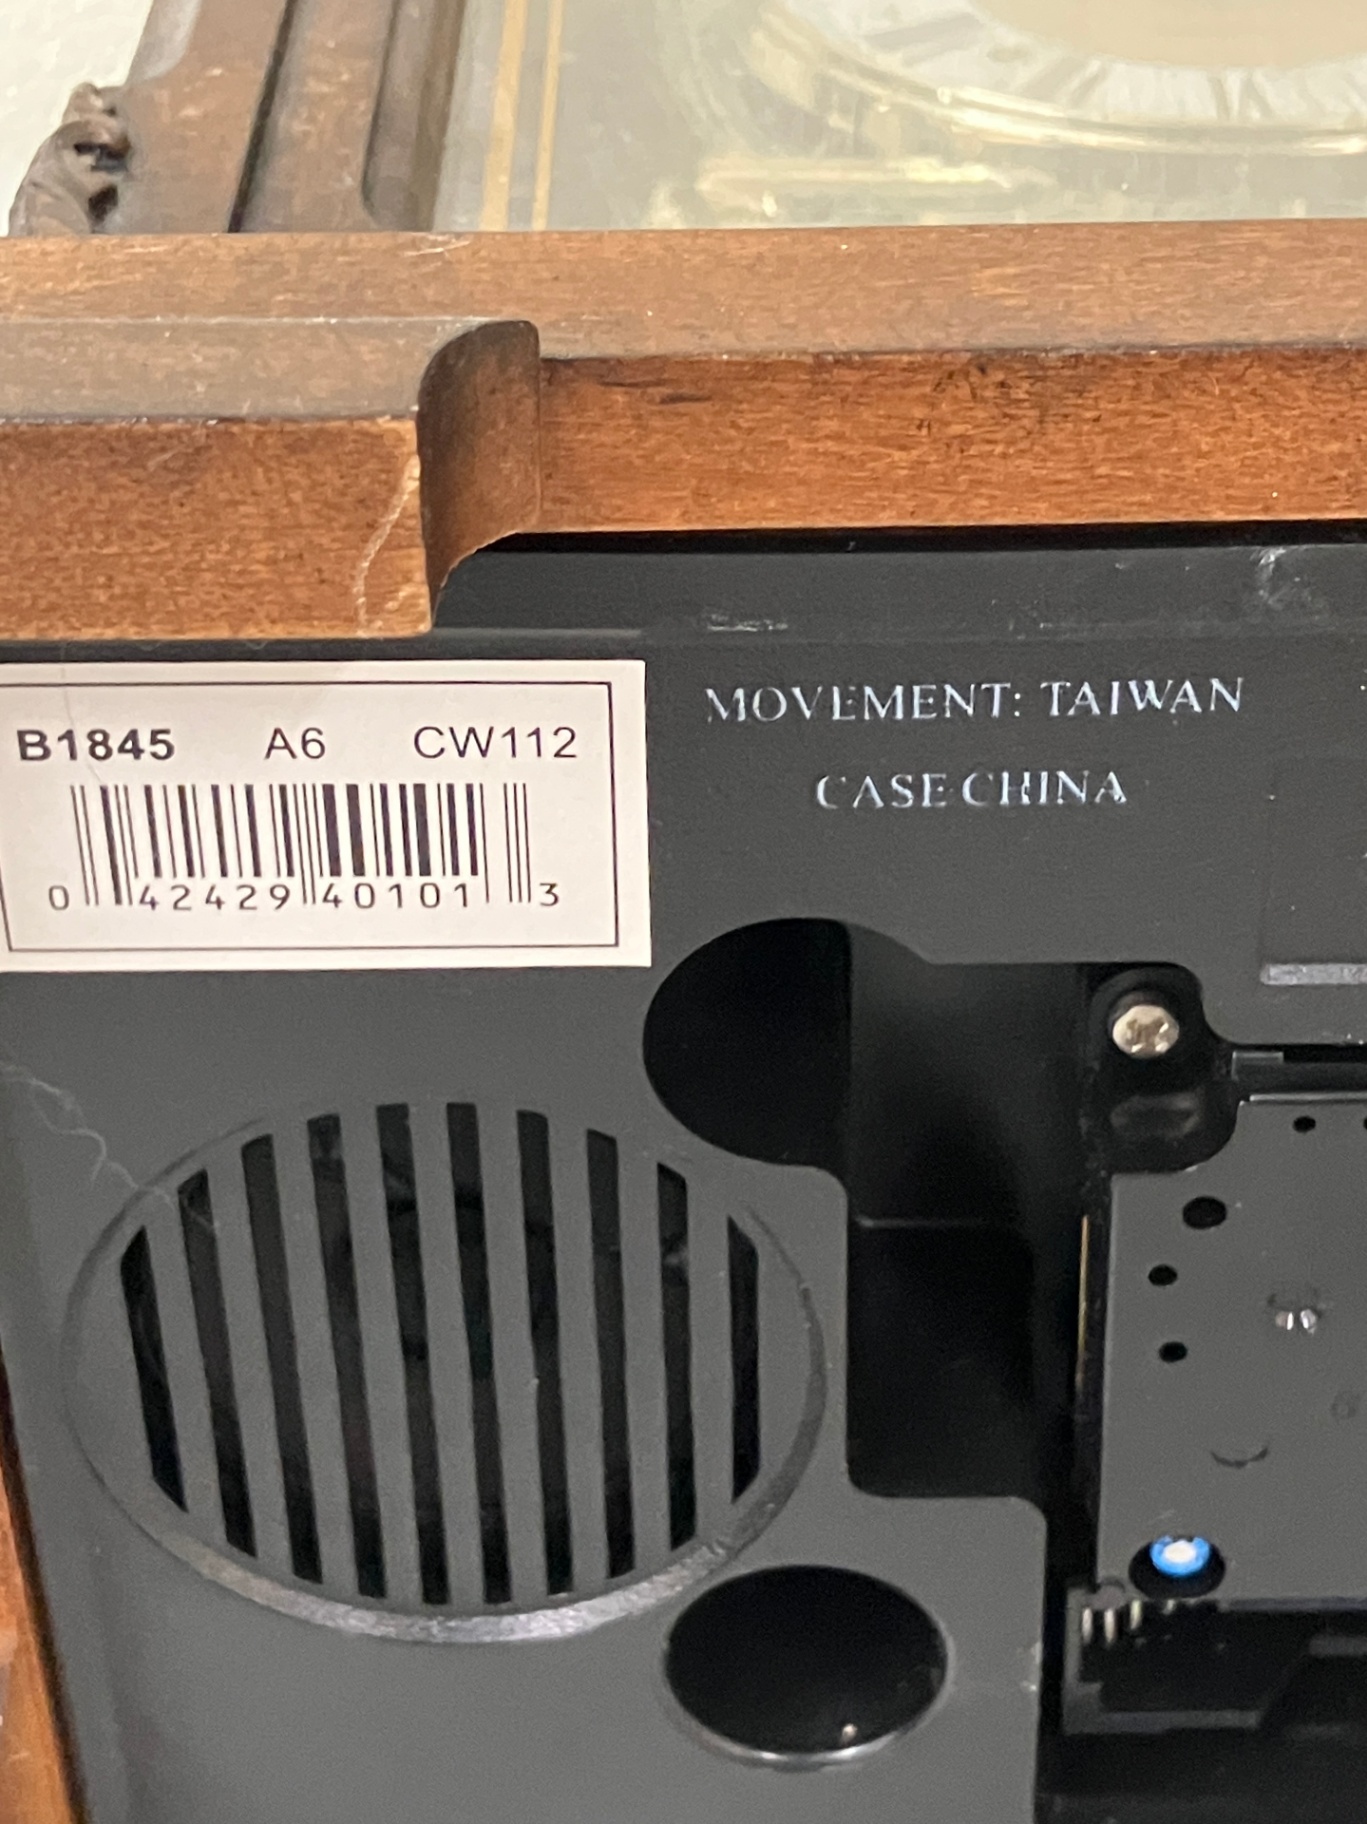 B1845 A6 CW112
0 42429 40101 3
MOVEMENT: TAIWAN
CASE CHINA